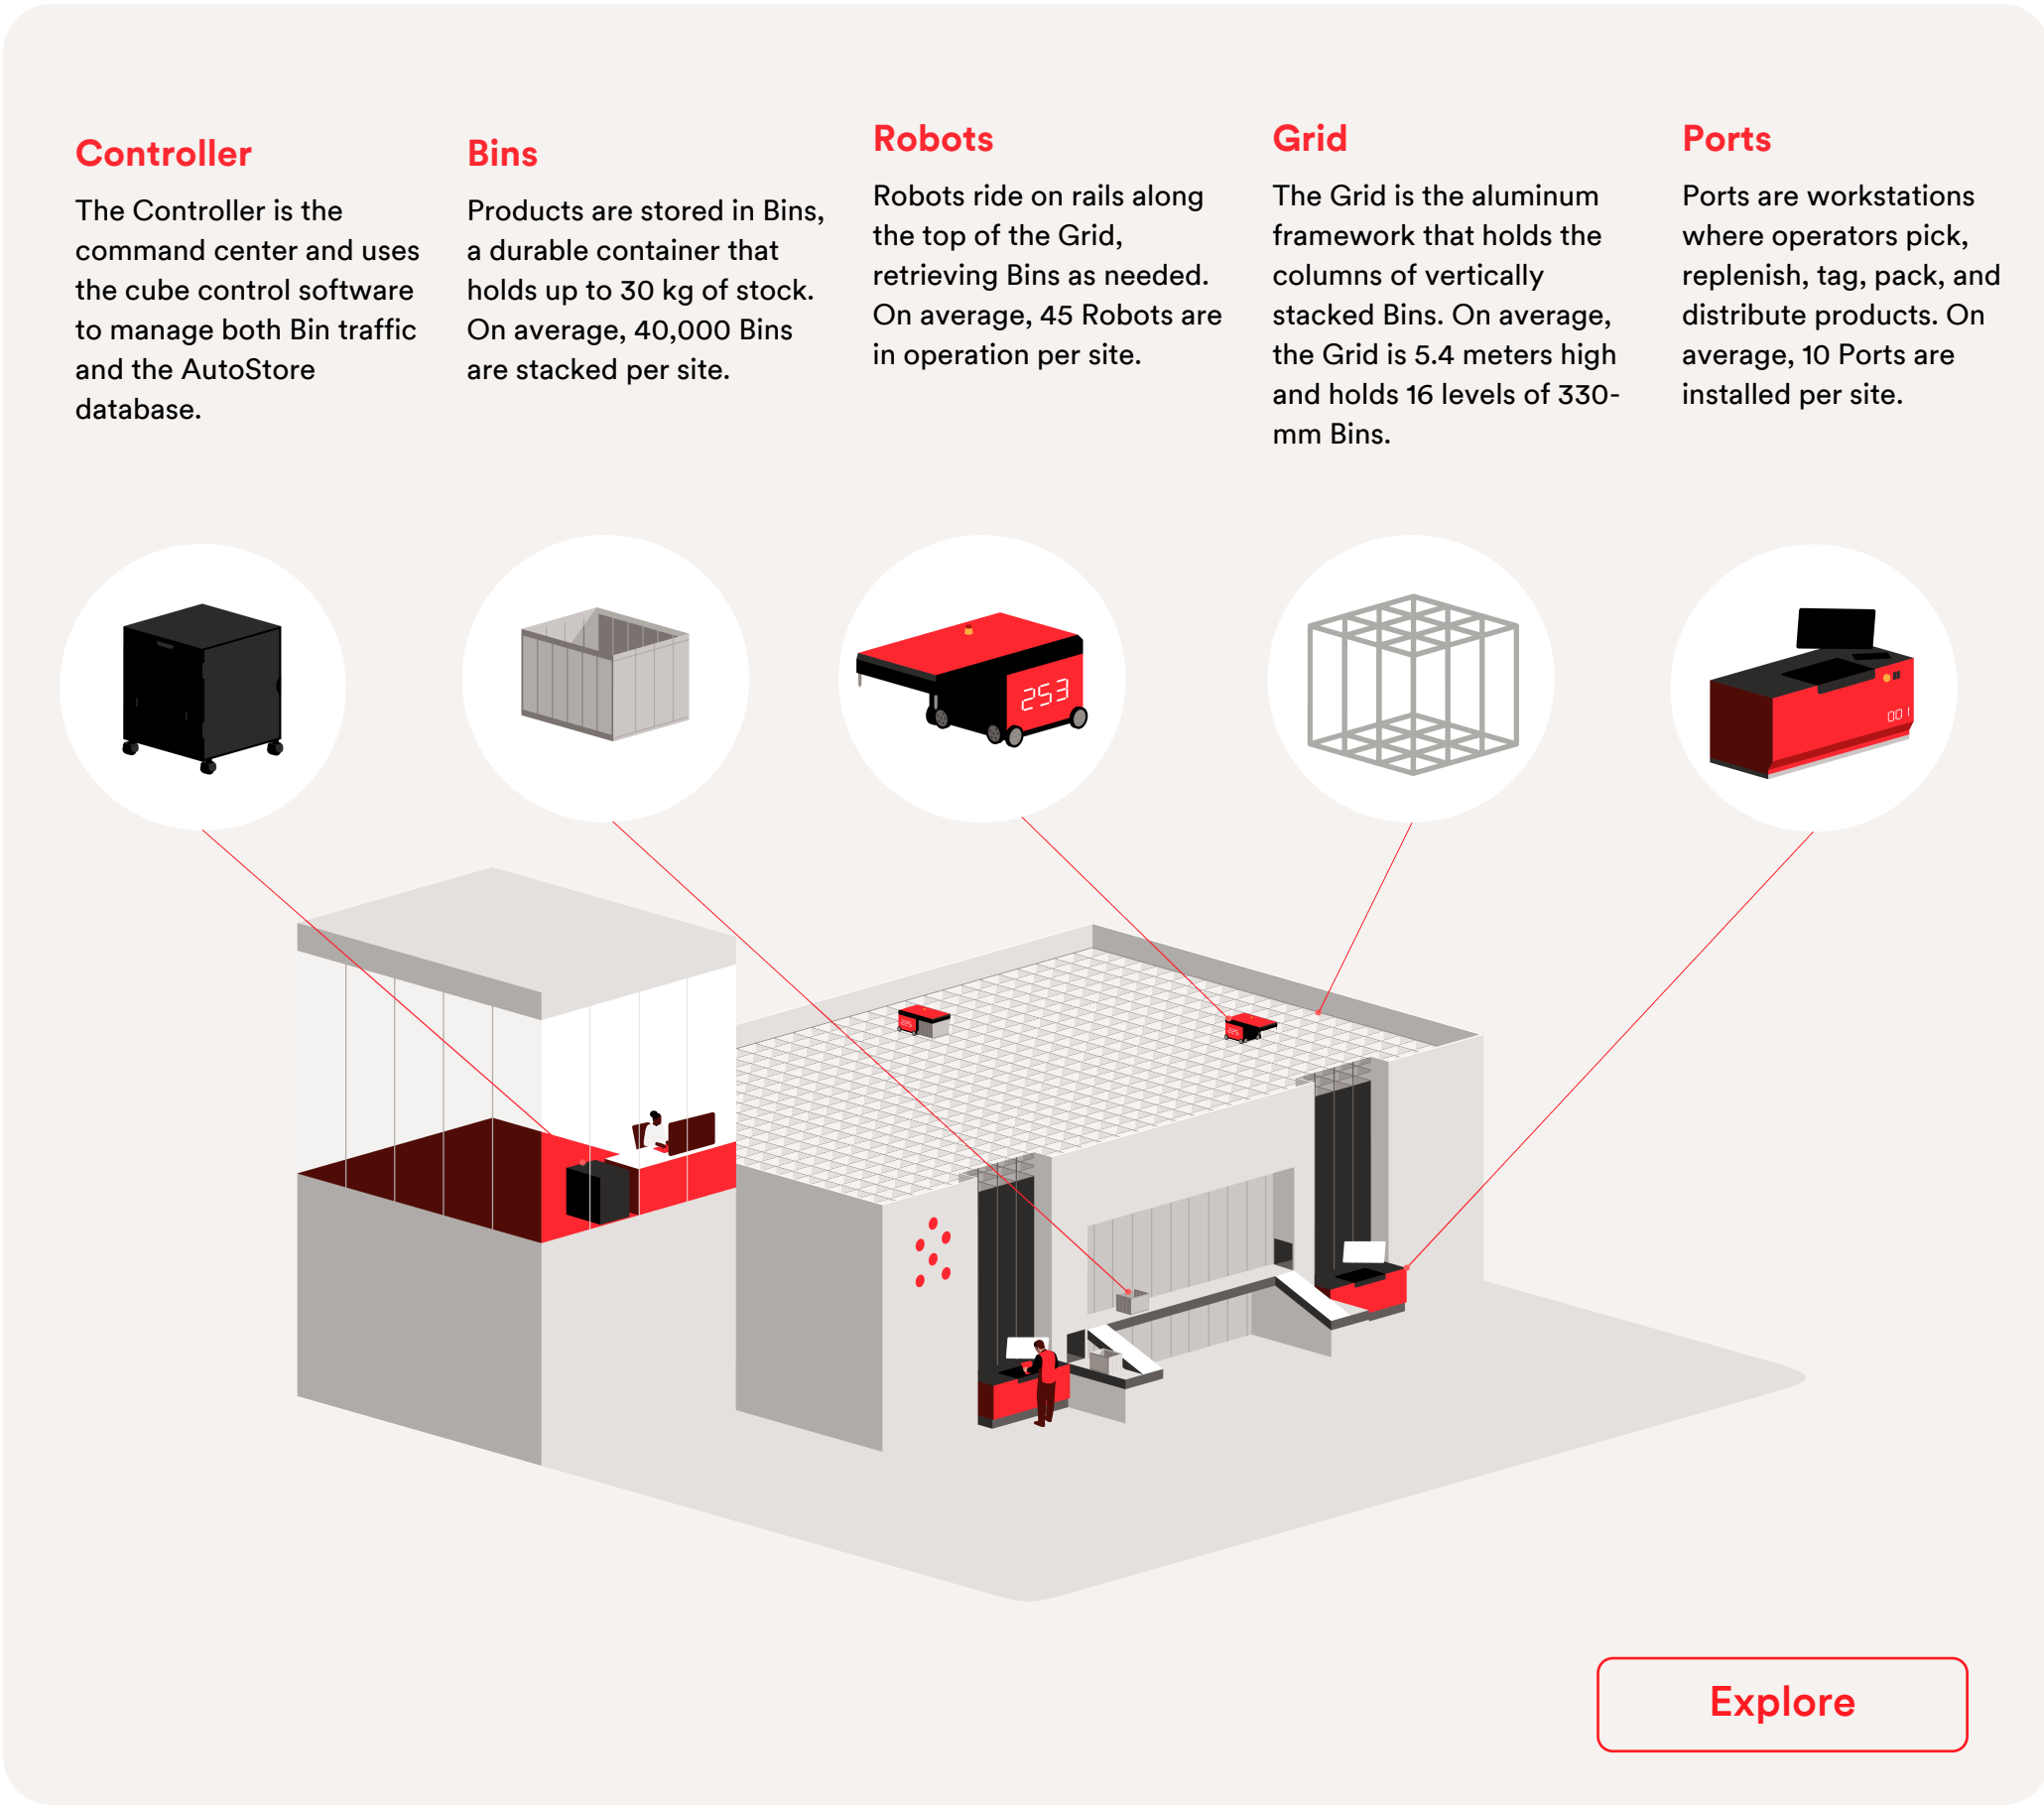 Controller
The Controller is the
command center and uses
the cube control software
to manage both Bin traffic
and the AutoStore
database.
Bins
Products are stored in Bins,
a durable container that
holds up to 30 kg of stock.
On average, 40,000 Bins
are stacked per site.
Robots
Robots ride on rails along
the top of the Grid,
retrieving Bins as needed.
On average, 45 Robots are
in operation per site.
Grid
The Grid is the aluminum
framework that holds the
columns of vertically
stacked Bins. On average,
the Grid is 5.4 meters high
and holds 16 levels of 330-
mm Bins.
Ports
Ports are workstations
where operators pick,
replenish, tag, pack, and
distribute products. On
average, 10 Ports are
installed per site.
253
001
Explore